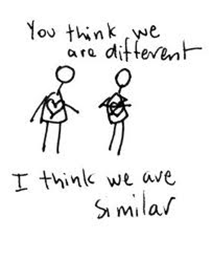 You think we
are different
I think we are
similar